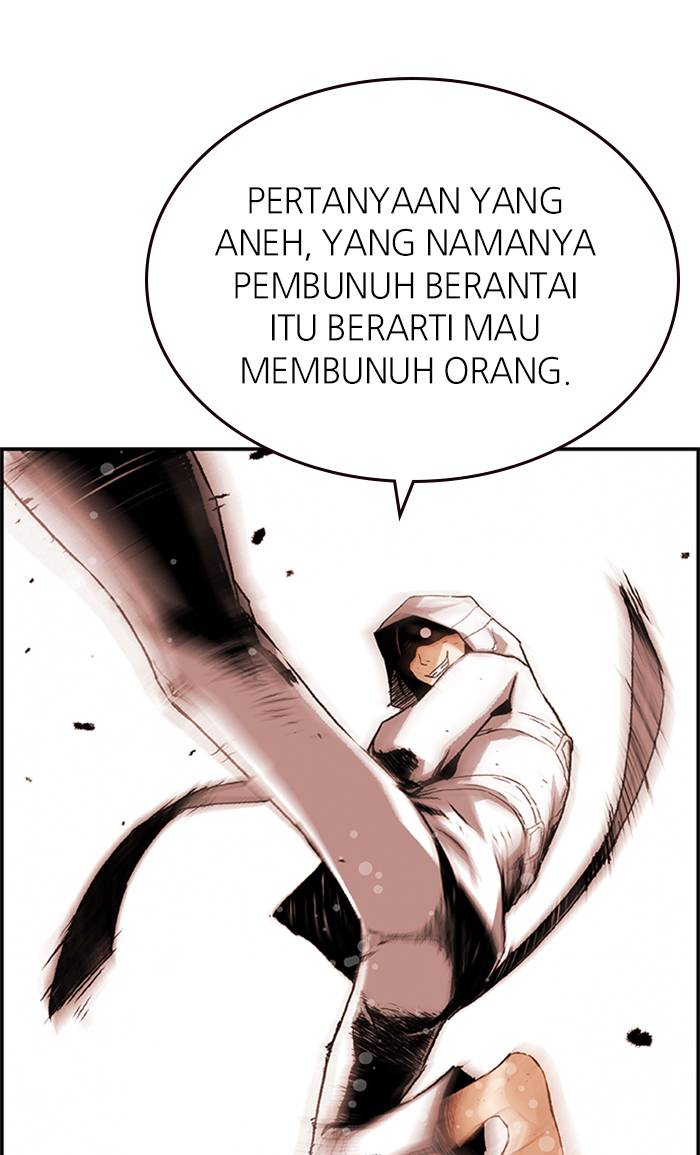 PERTANYAAN YANG
ANEH, YANG NAMANYA
PEMBUNUH BERANTAI
ITU BERARTI MAU
MEMBUNUH ORANG.